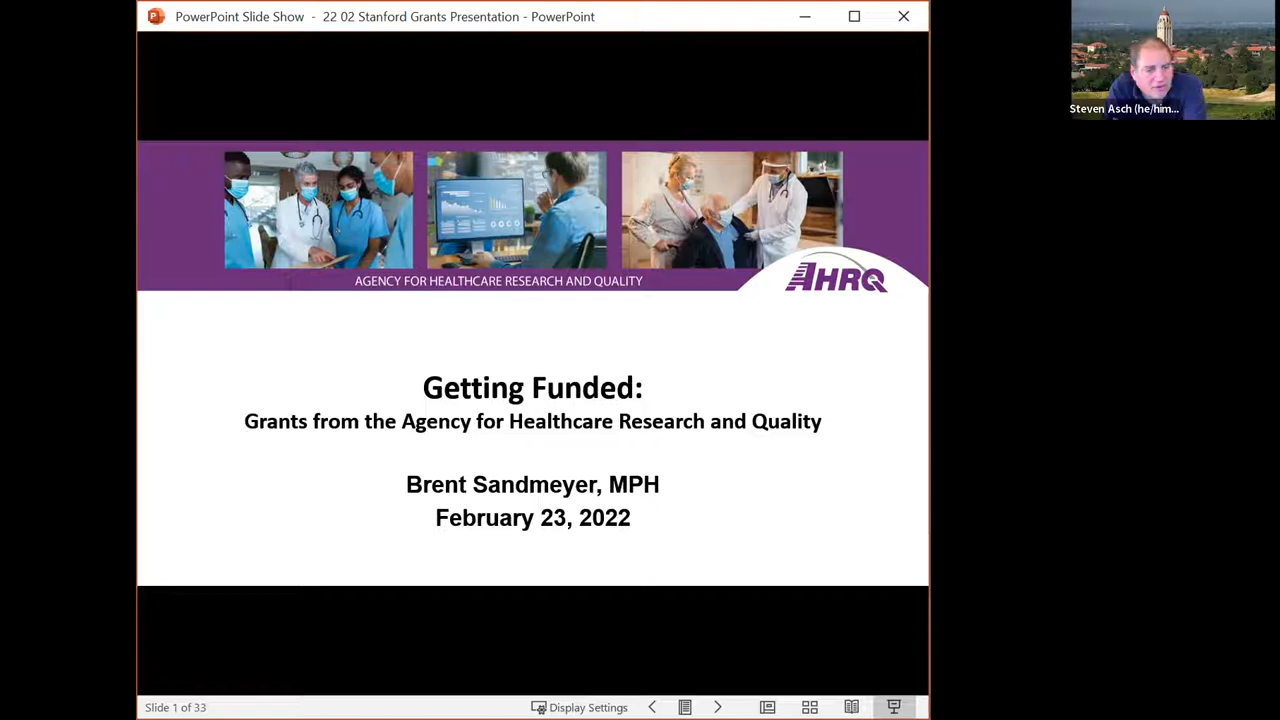 PowerPoint Slide Show - 22 02 Stanford Grants Presentation - PowerPoint
Steven Asch (he/him...
AGENCY FOR HEALTHCARE RESEARCH AND QUALITY
AHRQ
Getting Funded:
Grants from the Agency for Healthcare Research and Quality
Brent Sandmeyer, MPH
February 23, 2022
Slide 1 of 33
Display Settings